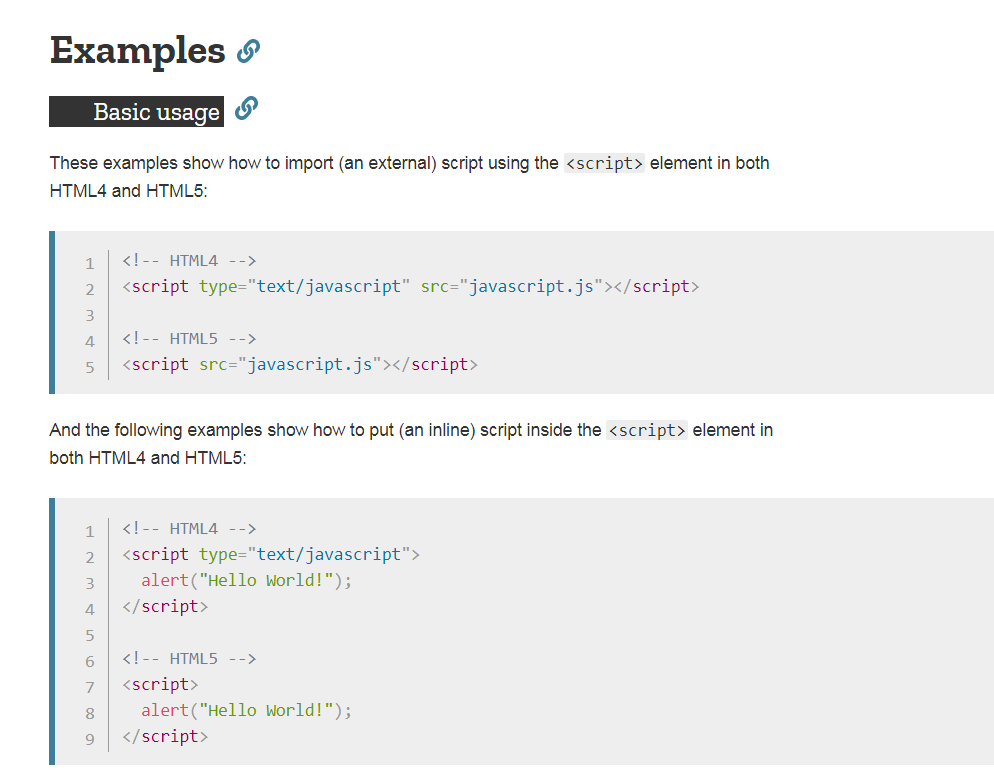 Examples
Basic usage
These examples show how to import (an external) script using the <script> element in both
HTML4 and HTML5:
1 <!-- HTML4 -->
2 <script type="text/javascript" src="javascript.js"></script>
3
4 <!-- HTML5 -->
5 <script src="javascript.js"></script>
And the following examples show how to put (an inline) script inside the <script> element in
both HTML4 and HTML5:
1 <!-- HTML4 -->
2 <script type="text/javascript">
3   alert("Hello World!");
4 </script>
5
6 <!-- HTML5 -->
7 <script>
8   alert("Hello World!");
9 </script>